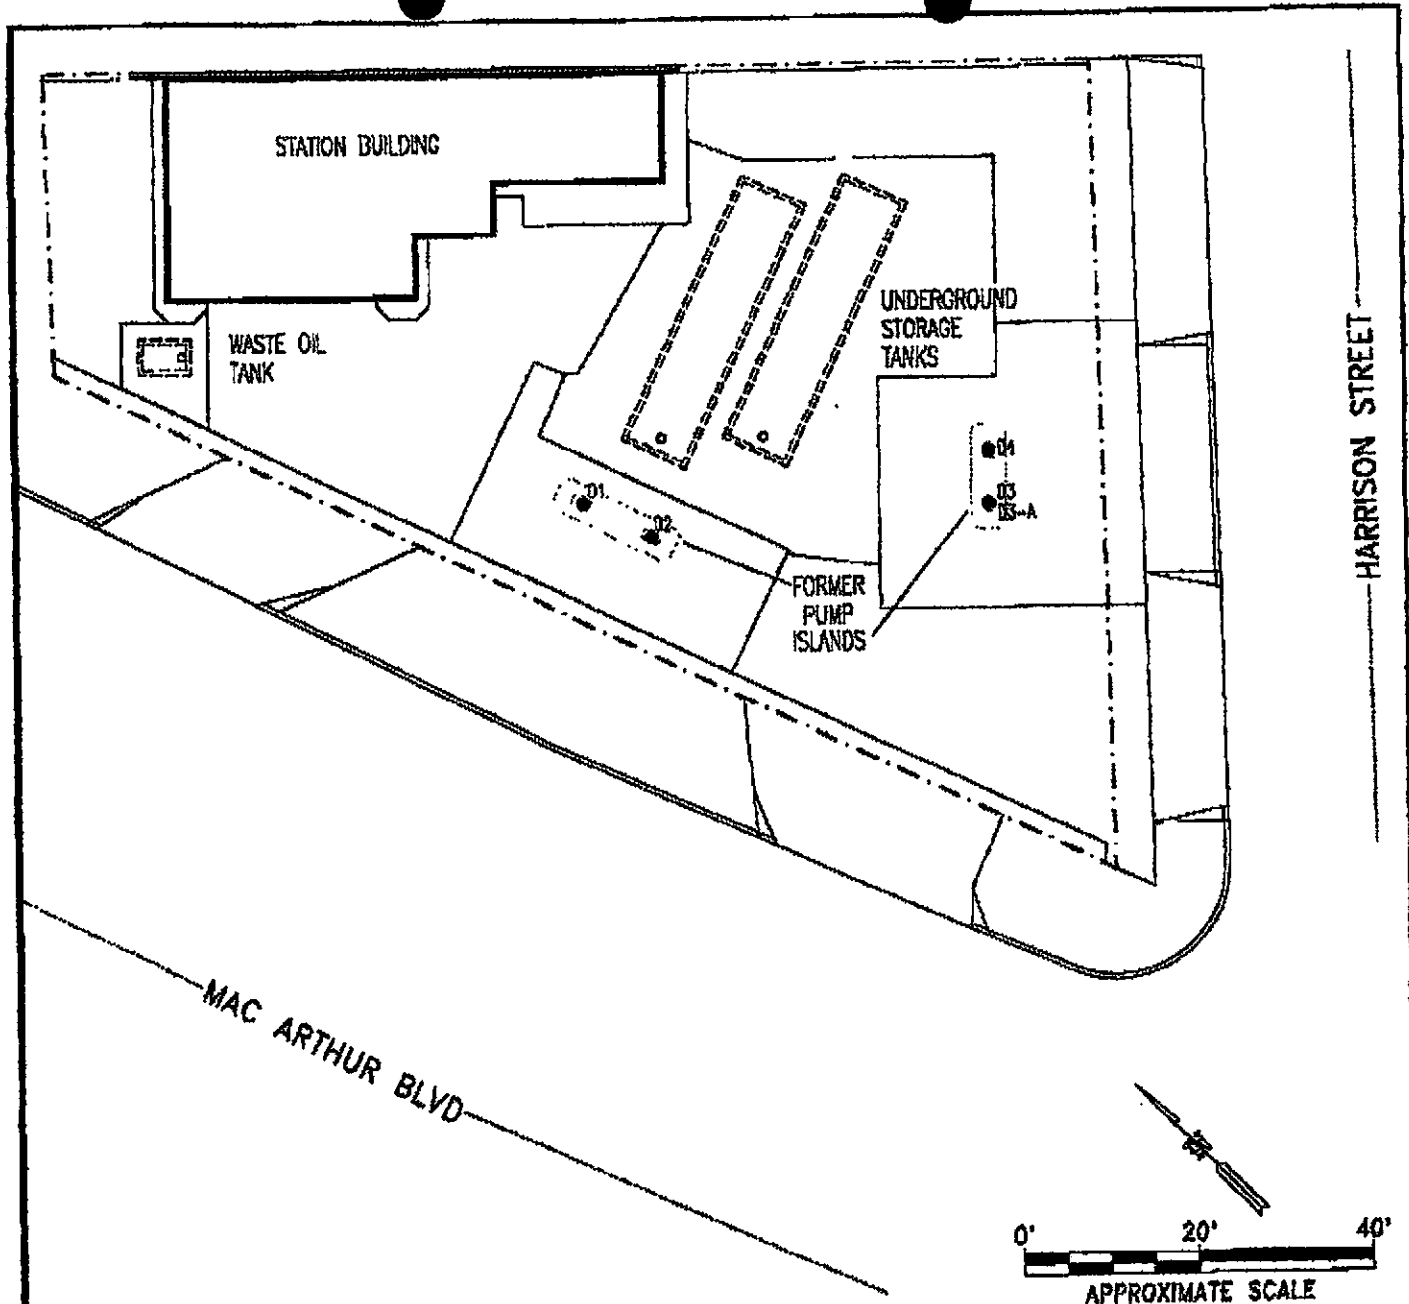 STATION BUILDING
WASTE OIL
TANK
UNDERGROUND
STORAGE
TANKS
D4
D3
D3-A
D1
D2
FORMER
PUMP
ISLANDS
HARRISON STREET
MAC ARTHUR BLVD
0' 20' 40'
APPROXIMATE SCALE